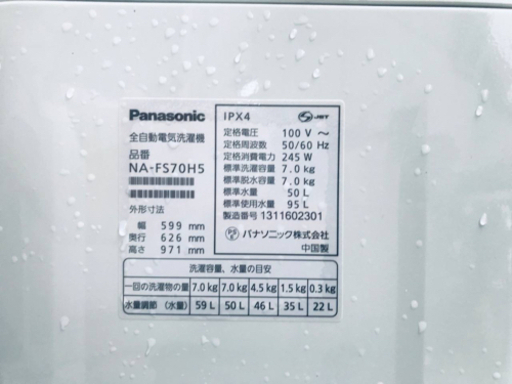 Panasonic
全自動電気洗濯機
品番
NA-FS70H5
外形寸法
幅 599 mm
奥行 626 mm
高さ 971 mm
IPX4 JET
定格電圧 100 V ～
定格周波数 50/60 Hz
定格消費電力 245 W
標準洗濯容量 7.0 kg
標準脱水容量 7.0 kg
標準水量 50 L
標準使用水量 95 L
製造番号 1311602301
パナソニック株式会社
中国製
洗濯容量、水量の目安
一回の洗濯物の量 7.0 kg 7.0 kg 4.5 kg 1.5 kg 0.3 kg
水量調節 (水量) 59 L 50 L 46 L 35 L 22 L